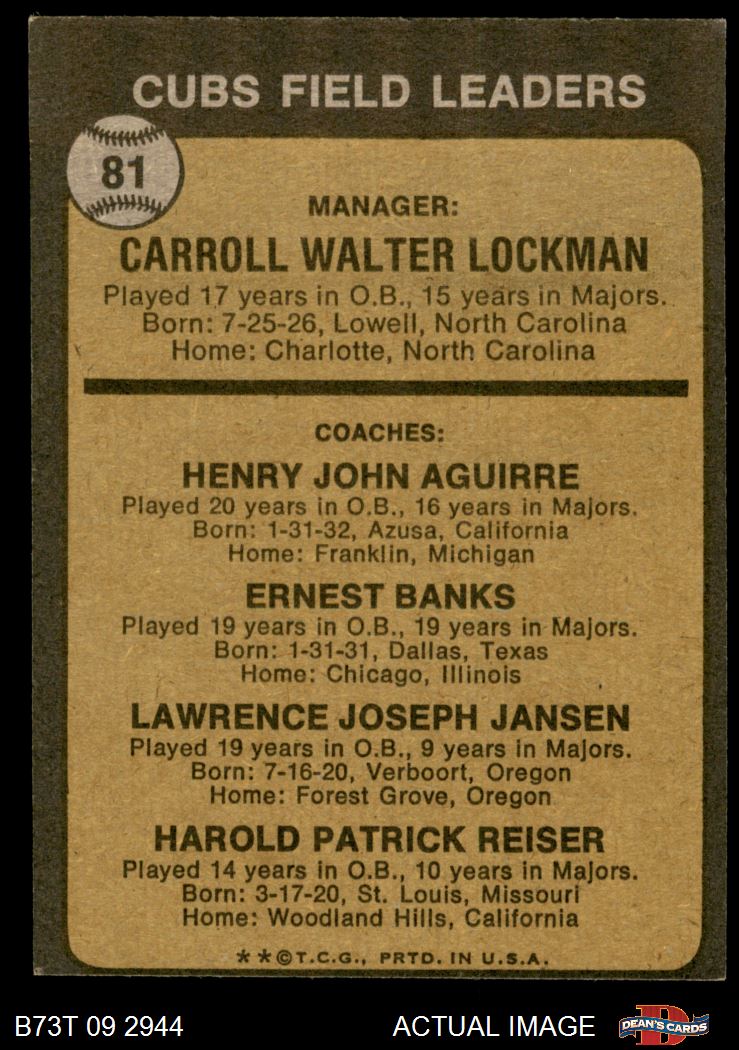 CUBS FIELD LEADERS
81
MANAGER:
CARROLL WALTER LOCKMAN
Played 17 years in O.B., 15 years in Majors.
Born: 7-25-26, Lowell, North Carolina
Home: Charlotte, North Carolina
COACHES:
HENRY JOHN AGUIRRE
Played 20 years in O.B., 16 years in Majors.
Born: 1-31-32, Azusa, California
Home: Franklin, Michigan
ERNEST BANKS
Played 19 years in O.B., 19 years in Majors.
Born: 1-31-31, Dallas, Texas
Home: Chicago, Illinois
LAWRENCE JOSEPH JANSEN
Played 19 years in O.B., 9 years in Majors.
Born: 7-16-20, Verboort, Oregon
Home: Forest Grove, Oregon
HAROLD PATRICK REISER
Played 14 years in O.B., 10 years in Majors.
Born: 3-17-20, St. Louis, Missouri
Home: Woodland Hills, California
**©T.C.G., PRTD. IN U.S.A.
B73T 09 2944 ACTUAL IMAGE D DEAN'S CARDS